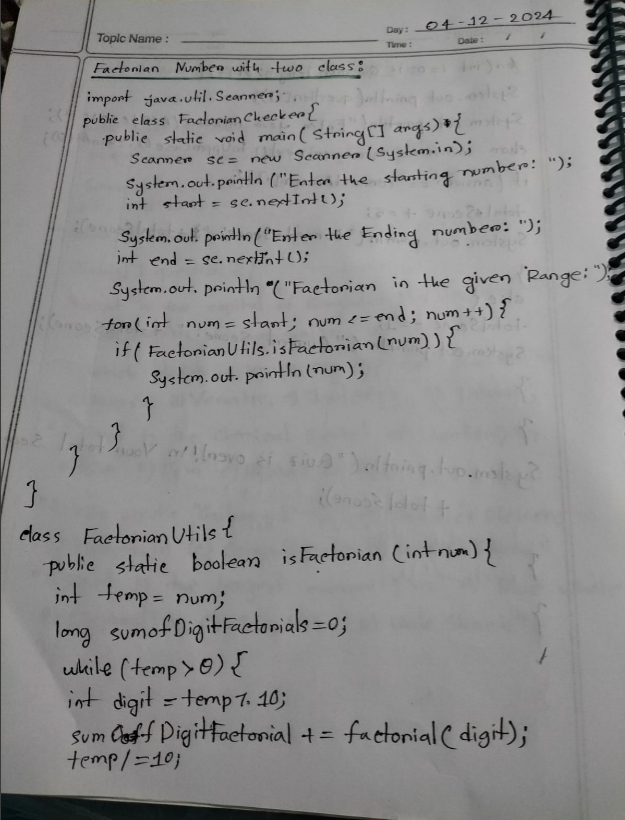 Topic Name :
Day : 04-12-2024
Time : Date : / /
Factorian Number with two class:
import java.util.Scanner;
public class FactorianChecker{
public static void main(String[] args) {
Scanner sc = new Scanner(System.in);
System.out.println ("Enter the starting number: ");
int start = sc.nextInt();
System.out.println("Enter the Ending number: ");
int end = sc.nextInt();
System.out.println ("Factorian in the given Range: ");
for(int num = start; num <= end; num++) {
if( FactorianUtils.isFactorian(num)) {
System.out.println(num);
}
}
}
}
class FactorianUtils {
public static boolean isFactorian (int num) {
int temp = num;
long sumofDigitFactorials = 0;
while (temp > 0) {
int digit = temp % 10;
sum Off DigitFactorial += factorial( digit);
temp /= 10;